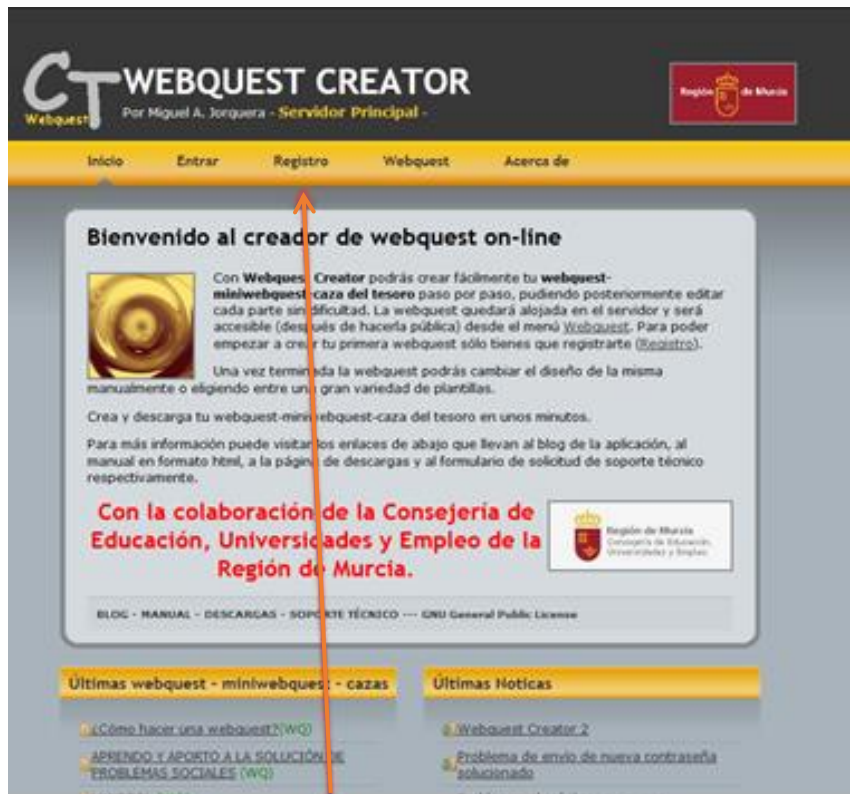 CT WEBQUEST CREATOR
Webquest Por Miguel A. Jorquera - Servidor Principal -
Región de Murcia
Inicio Entrar Registro Webquest Acerca de
Bienvenido al creador de webquest on-line
Con Webquest Creator podrás crear fácilmente tu webquest-
miniwebquest-caza del tesoro paso por paso, pudiendo posteriormente editar
cada parte sin dificultad. La webquest quedará alojada en el servidor y será
accesible (después de hacerla pública) desde el menú Webquest. Para poder
empezar a crear tu primera webquest sólo tienes que registrarte (Registro).
Una vez terminada la webquest podrás cambiar el diseño de la misma
manualmente o eligiendo entre una gran variedad de plantillas.
Crea y descarga tu webquest-miniwebquest-caza del tesoro en unos minutos.
Para más información puede visitar los enlaces de abajo que llevan al blog de la aplicación, al
manual en formato html, a la página de descargas y al formulario de solicitud de soporte técnico
respectivamente.
Con la colaboración de la Consejería de
Educación, Universidades y Empleo de la
Región de Murcia.
Región de Murcia
Consejería de Educación,
Universidades y Empleo
BLOG - MANUAL - DESCARGAS - SOPORTE TÉCNICO --- GNU General Public License
Últimas webquest - miniwebquest - cazas
¿Cómo hacer una webquest?(WQ)
APRENDO Y APORTO A LA SOLUCIÓN DE
PROBLEMAS SOCIALES (WQ)
Últimas Noticas
Webquest Creator 2
Problema de envio de nueva contraseña
solucionado